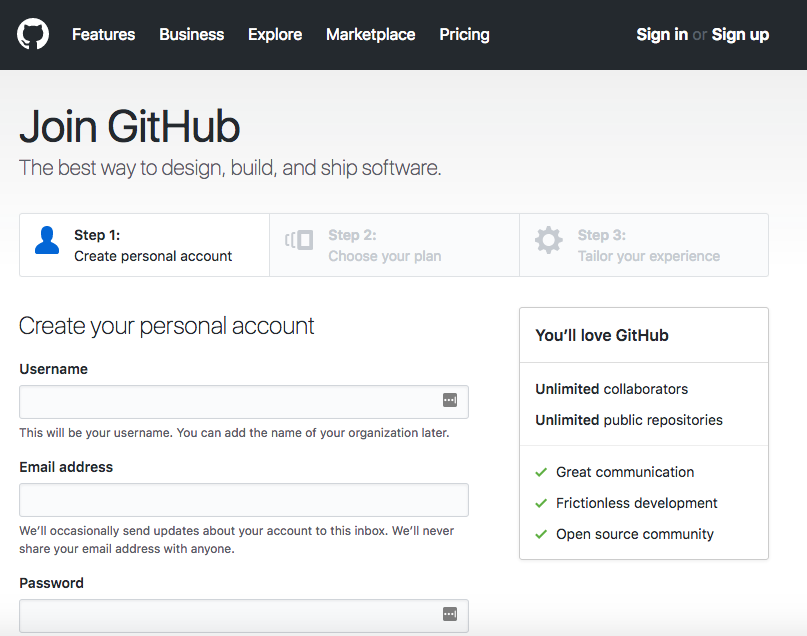 Features Business Explore Marketplace Pricing Sign in or Sign up
Join GitHub
The best way to design, build, and ship software.
Step 1:
Create personal account
Step 2:
Choose your plan
Step 3:
Tailor your experience
Create your personal account
Username
This will be your username. You can add the name of your organization later.
Email address
We’ll occasionally send updates about your account to this inbox. We’ll never
share your email address with anyone.
Password
You’ll love GitHub
Unlimited collaborators
Unlimited public repositories
Great communication
Frictionless development
Open source community